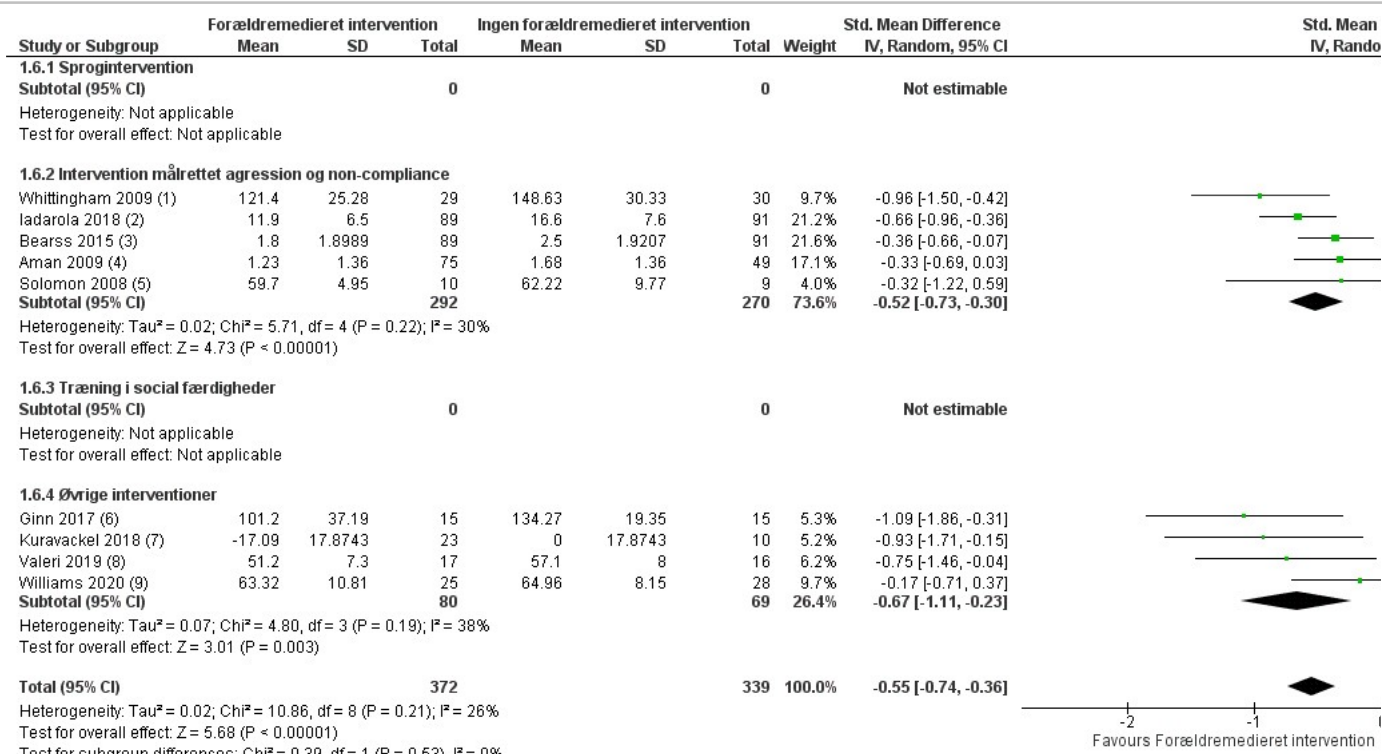 Forældremedieret intervention Ingen forældremedieret intervention Std. Mean Difference Std. Mean
Study or Subgroup Mean SD Total Mean SD Total Weight IV, Random, 95% CI IV, Rando
1.6.1 Sprogintervention
Subtotal (95% CI) 0 0 Not estimable
Heterogeneity: Not applicable
Test for overall effect: Not applicable
1.6.2 Intervention målrettet agression og non-compliance
Whittingham 2009 (1) 121.4 25.28 29 148.63 30.33 30 9.7% -0.96 [-1.50, -0.42]
Iadarola 2018 (2) 11.9 6.5 89 16.6 7.6 91 21.2% -0.66 [-0.96, -0.36]
Bearss 2015 (3) 1.8 1.8989 89 2.5 1.9207 91 21.6% -0.36 [-0.66, -0.07]
Aman 2009 (4) 1.23 1.36 75 1.68 1.36 49 17.1% -0.33 [-0.69, 0.03]
Solomon 2008 (5) 59.7 4.95 10 62.22 9.77 9 4.0% -0.32 [-1.22, 0.59]
Subtotal (95% CI) 292 270 73.6% -0.52 [-0.73, -0.30]
Heterogeneity: Tau² = 0.02; Chi² = 5.71, df = 4 (P = 0.22); I² = 30%
Test for overall effect: Z = 4.73 (P < 0.00001)
1.6.3 Træning i social færdigheder
Subtotal (95% CI) 0 0 Not estimable
Heterogeneity: Not applicable
Test for overall effect: Not applicable
1.6.4 Øvrige interventioner
Ginn 2017 (6) 101.2 37.19 15 134.27 19.35 15 5.3% -1.09 [-1.86, -0.31]
Kuravackel 2018 (7) -17.09 17.8743 23 0 17.8743 10 5.2% -0.93 [-1.71, -0.15]
Valeri 2019 (8) 51.2 7.3 17 57.1 8 16 6.2% -0.75 [-1.46, -0.04]
Williams 2020 (9) 63.32 10.81 25 64.96 8.15 28 9.7% -0.17 [-0.71, 0.37]
Subtotal (95% CI) 80 69 26.4% -0.67 [-1.11, -0.23]
Heterogeneity: Tau² = 0.07; Chi² = 4.80, df = 3 (P = 0.19); I² = 38%
Test for overall effect: Z = 3.01 (P = 0.003)
Total (95% CI) 372 339 100.0% -0.55 [-0.74, -0.36]
Heterogeneity: Tau² = 0.02; Chi² = 10.86, df = 8 (P = 0.21); I² = 26%
-2 -1 0
Test for overall effect: Z = 5.68 (P < 0.00001)
Favours Forældremedieret intervention
Test for subgroup differences: Chi² = 0.39, df = 1 (P = 0.53), I² = 0%